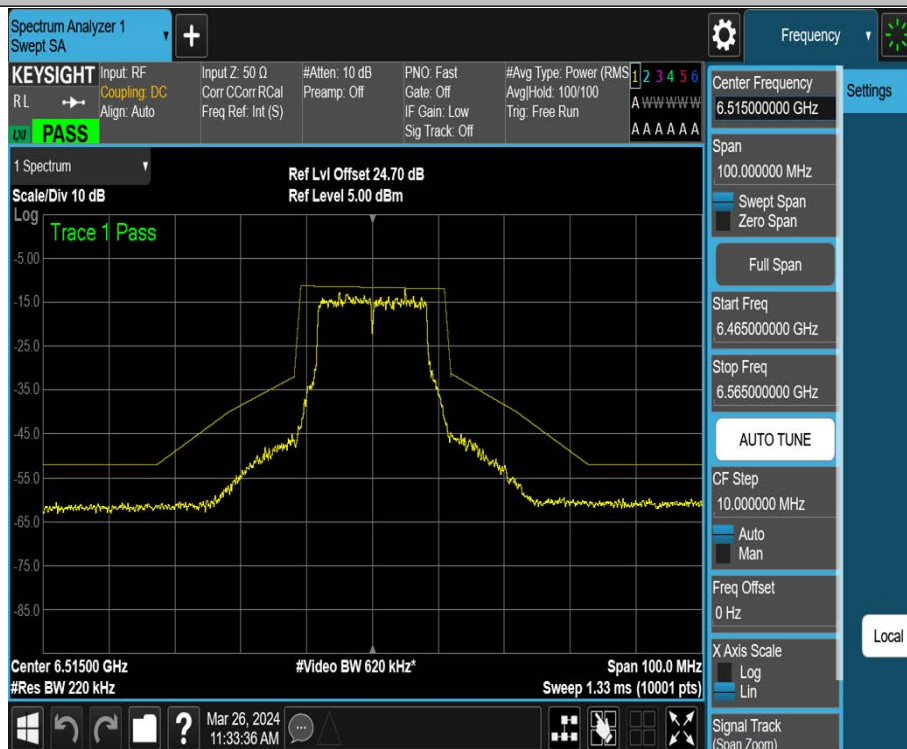 Spectrum Analyzer 1
Swept SA
+
Frequency
KEYSIGHT
RL
LXI
PASS
Input: RF
Coupling: DC
Align: Auto
Input Z: 50 Ω
Corr CCorr RCal
Freq Ref: Int (S)
#Atten: 10 dB
Preamp: Off
PNO: Fast
Gate: Off
IF Gain: Low
Sig Track: Off
#Avg Type: Power (RMS
Avg|Hold: 100/100
Trig: Free Run
1 2 3 4 5 6
A W W W W W
A A A A A A
1 Spectrum
Scale/Div 10 dB
Ref Lvl Offset 24.70 dB
Ref Level 5.00 dBm
Log
Trace 1 Pass
-5.00
-15.0
-25.0
-35.0
-45.0
-55.0
-65.0
-85.0
Center 6.51500 GHz
#Video BW 620 kHz*
Span 100.0 MHz
#Res BW 220 kHz
Sweep 1.33 ms (10001 pts)
?
Mar 26, 2024
11:33:36 AM
Center Frequency
6.515000000 GHz
Settings
Span
100.000000 MHz
Swept Span
Zero Span
Full Span
Start Freq
6.465000000 GHz
Stop Freq
6.565000000 GHz
AUTO TUNE
CF Step
10.000000 MHz
Auto
Man
Freq Offset
0 Hz
Local
X Axis Scale
Log
Lin
Signal Track
(Span Zoom)